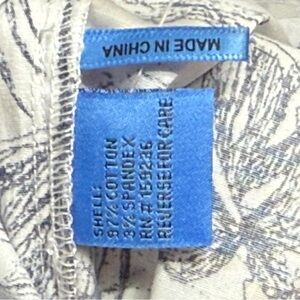 MADE IN CHINA
SHELL:
97% COTTON
3% SPANDEX
RN# 159236
REVERSE FOR CARE